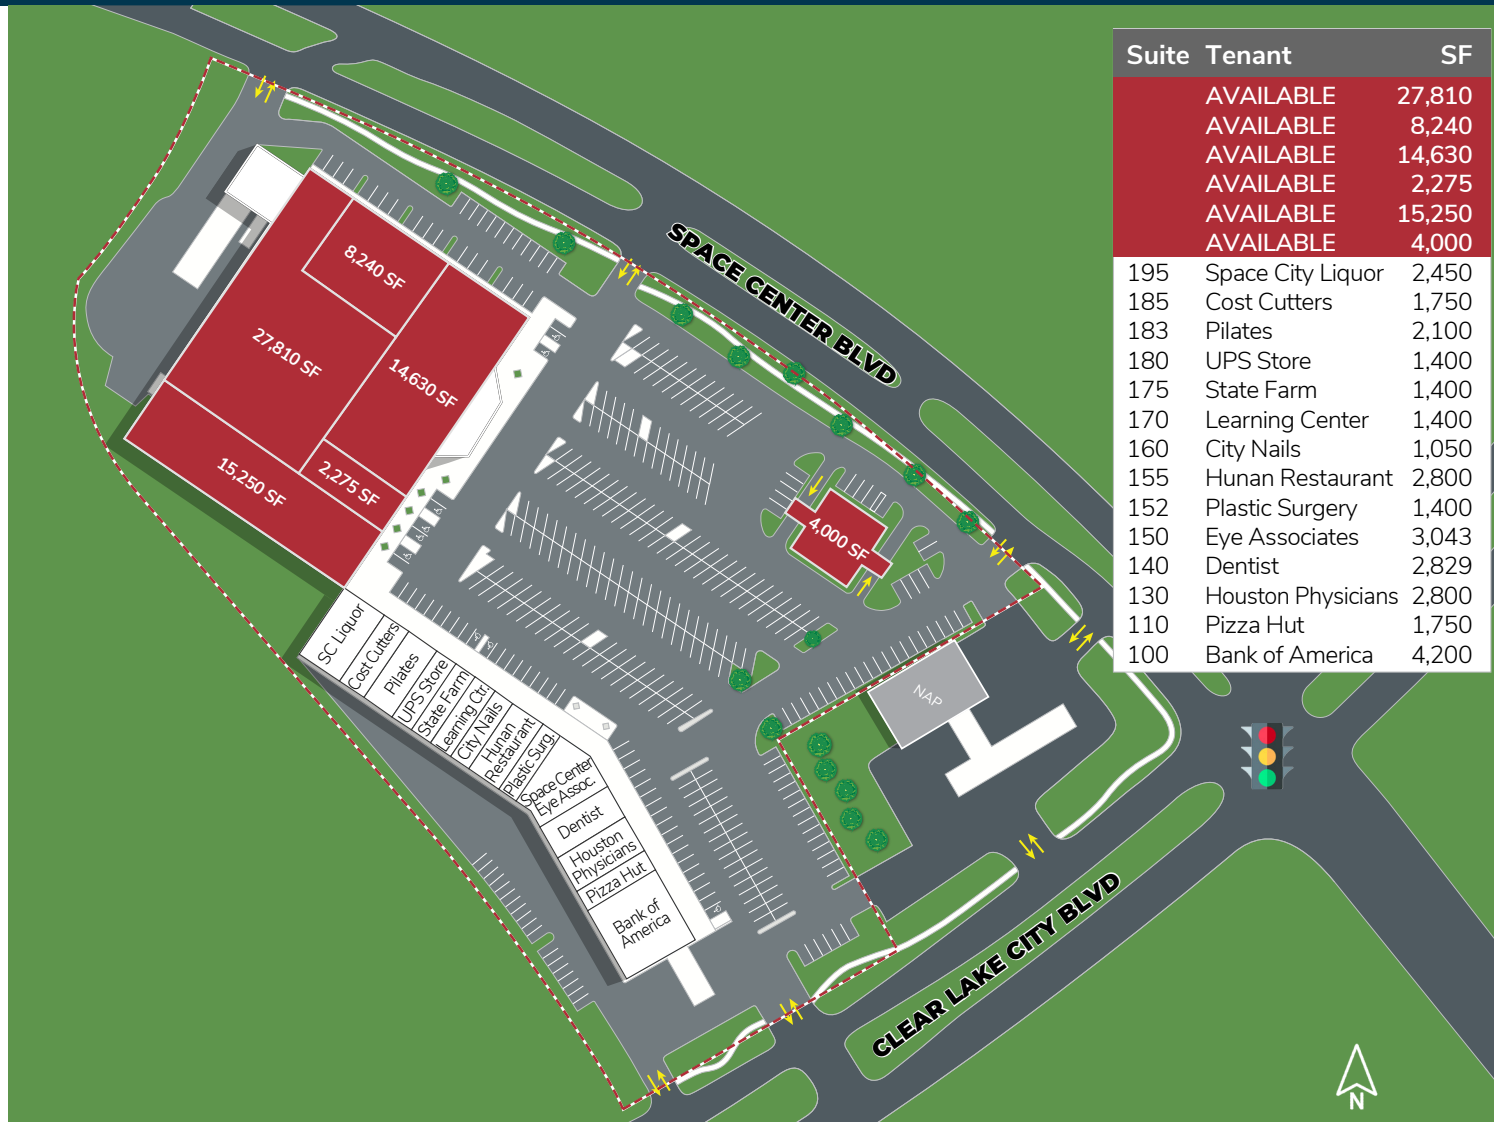 Suite Tenant SF
AVAILABLE 27,810
AVAILABLE 8,240
AVAILABLE 14,630
AVAILABLE 2,275
AVAILABLE 15,250
AVAILABLE 4,000
195 Space City Liquor 2,450
185 Cost Cutters 1,750
183 Pilates 2,100
180 UPS Store 1,400
175 State Farm 1,400
170 Learning Center 1,400
160 City Nails 1,050
155 Hunan Restaurant 2,800
152 Plastic Surgery 1,400
150 Eye Associates 3,043
140 Dentist 2,829
130 Houston Physicians 2,800
110 Pizza Hut 1,750
100 Bank of America 4,200
SPACE CENTER BLVD
8,240 SF
27,810 SF
14,630 SF
15,250 SF
2,275 SF
4,000 SF
NAP
SC Liquor
Cost Cutters
Pilates
UPS Store
State Farm
Learning Ctr.
City Nails
Hunan
Restaurant
Plastic Surg.
Space Center
Eye Assoc.
Dentist
Houston
Physicians
Pizza Hut
Bank of
America
CLEAR LAKE CITY BLVD
N